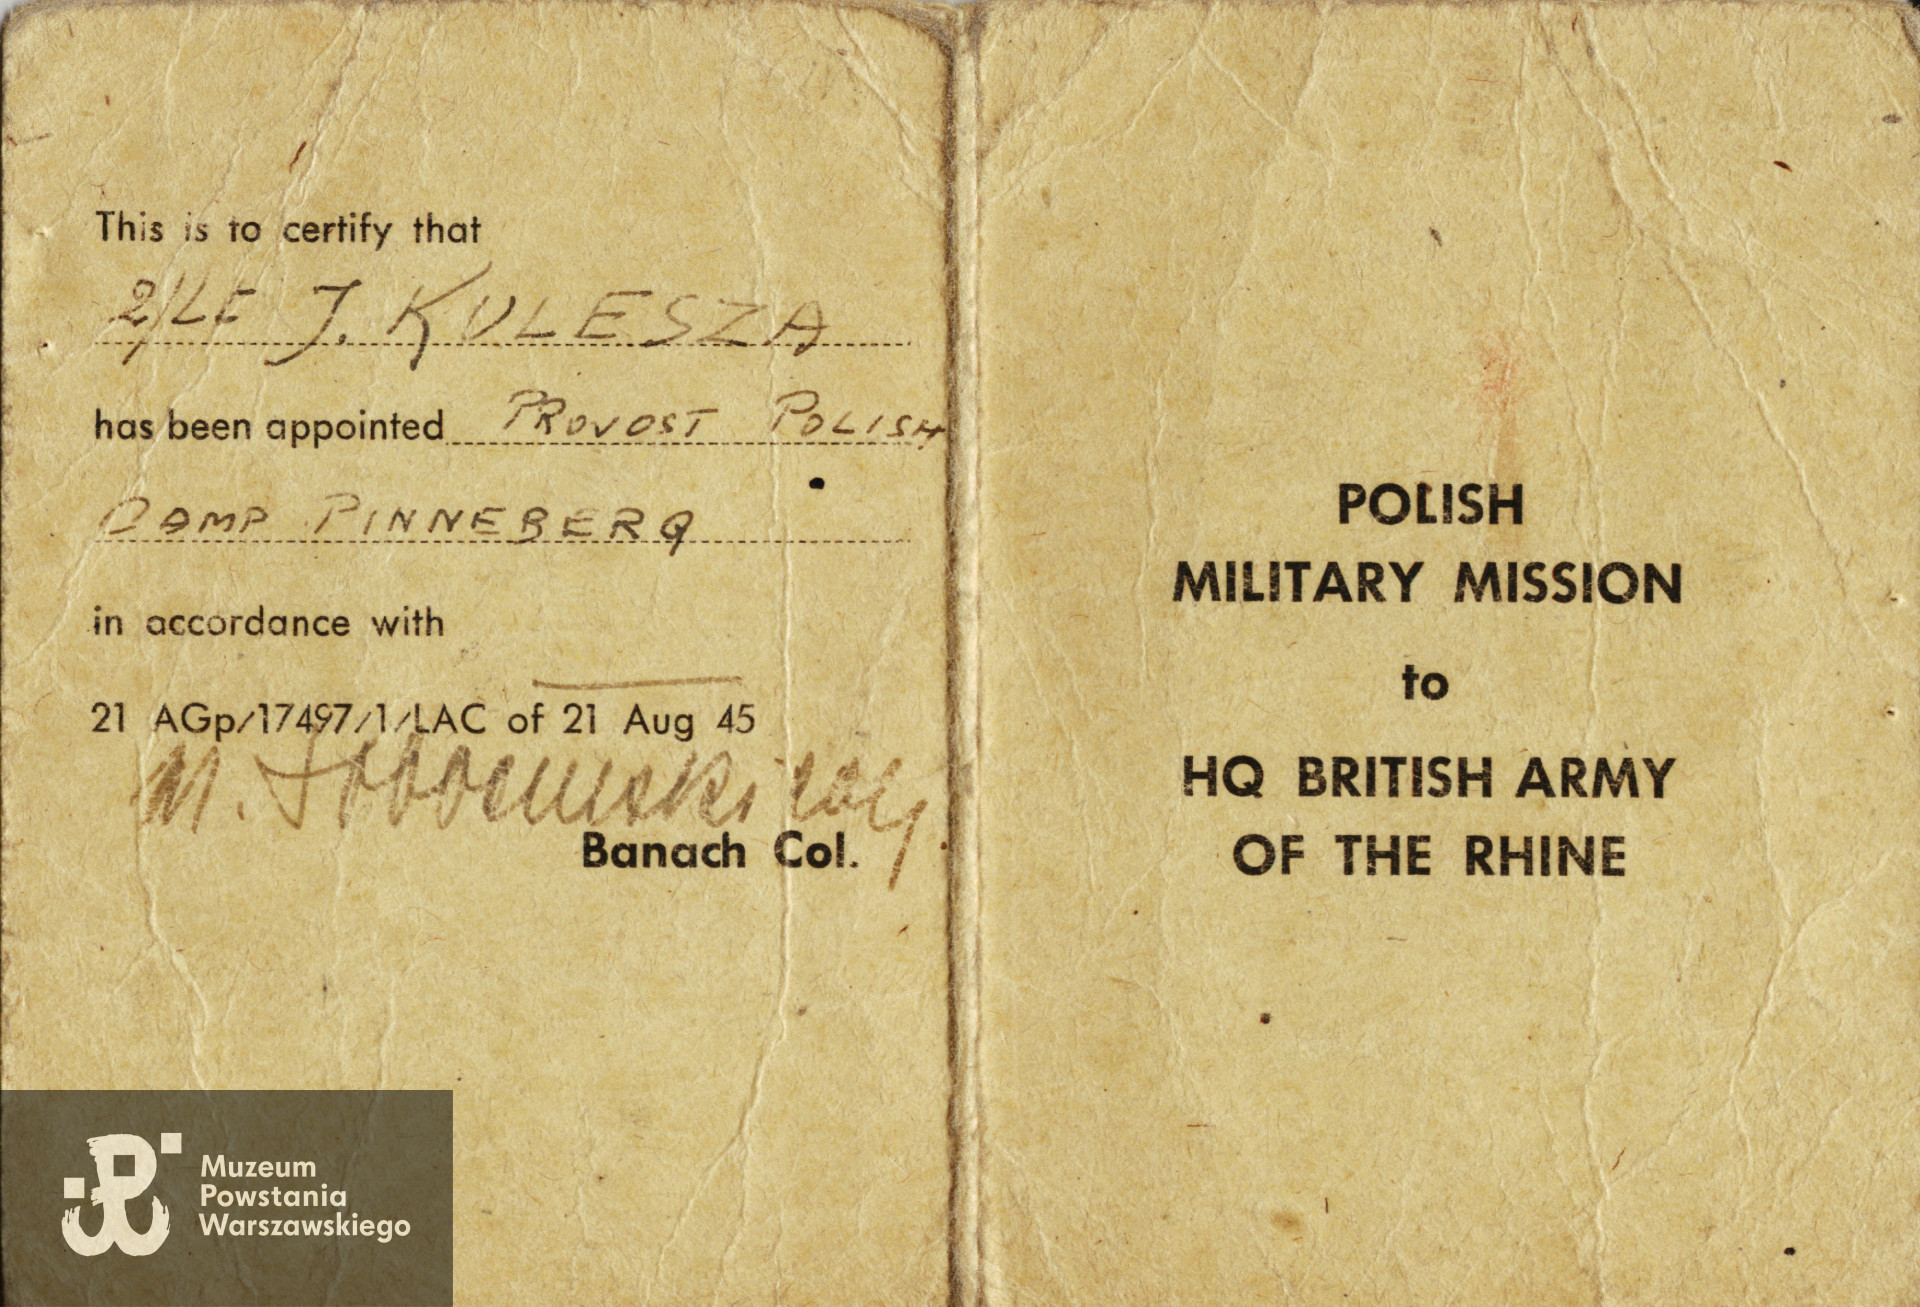 This is to certify that
2/Lt J. KULESZA
has been appointed PROVOST POLISH
CAMP PINNEBERG
in accordance with
21 AGp/17497/1/LAC of 21 Aug 45
M.
Banach Col.
POLISH
MILITARY MISSION
to
HQ BRITISH ARMY
OF THE RHINE
Muzeum
Powstania
Warszawskiego